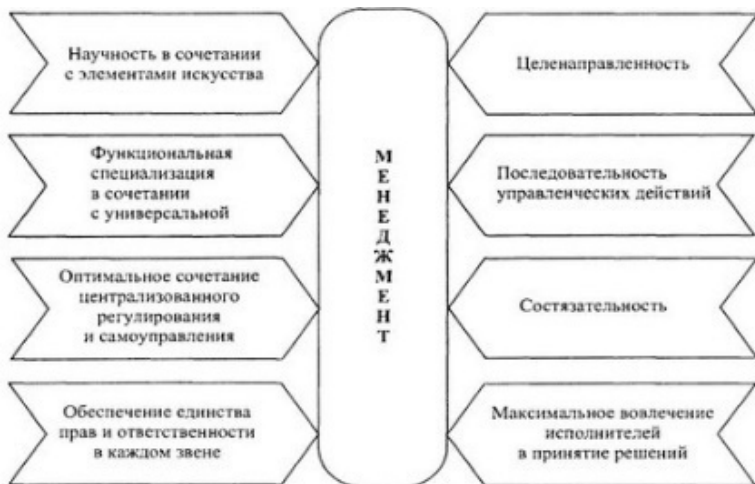 Научность в сочетании
с элементами искусства
Функциональная
специализация
в сочетании
с универсальной
Оптимальное сочетание
централизованного
регулирования
и самоуправления
Обеспечение единства
прав и ответственности
в каждом звене
МЕНЕДЖМЕНТ
Целенаправленность
Последовательность
управленческих действий
Состязательность
Максимальное вовлечение
исполнителей
в принятие решений